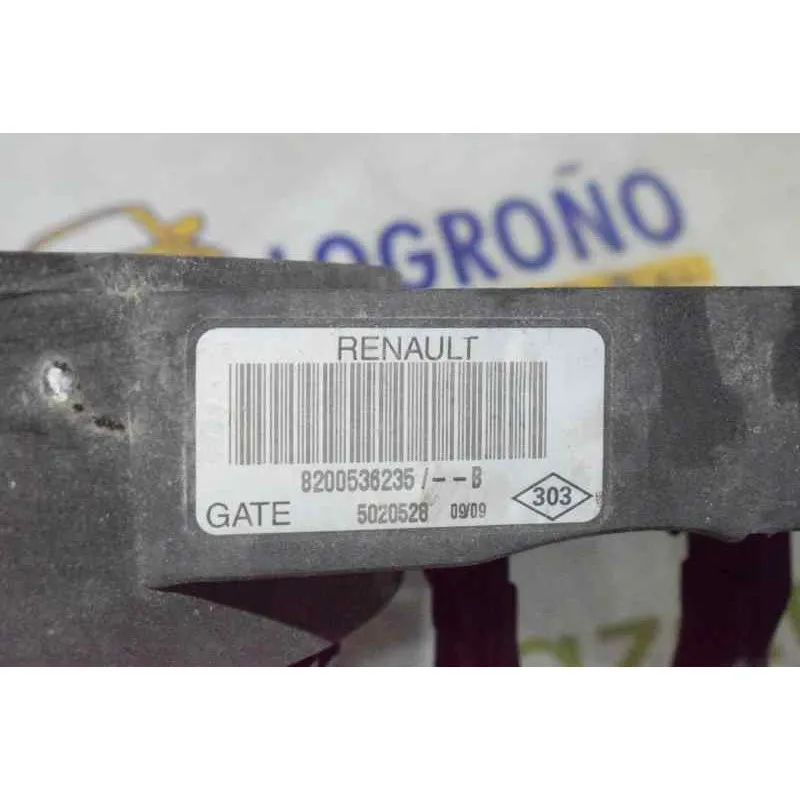 LOGROÑO
RENAULT
8200536235/--B
GATE 5020528 09/09 303